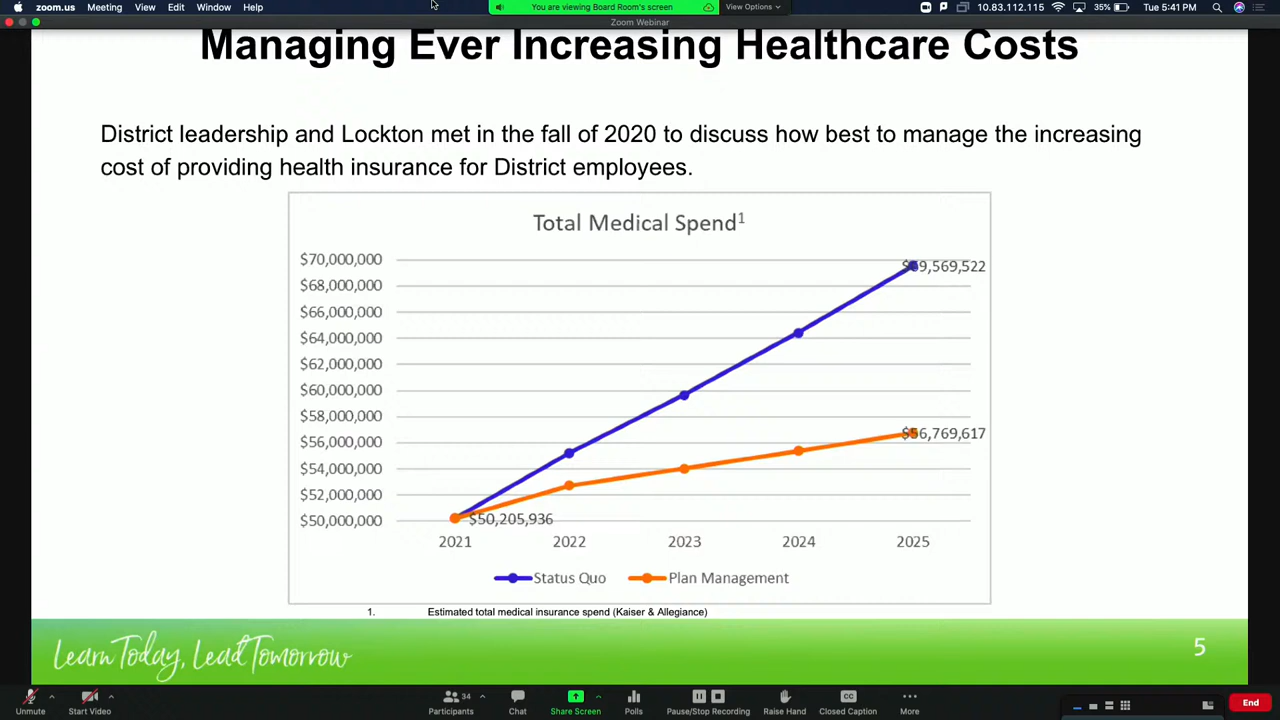 zoom.us Meeting View Edit Window Help
You are viewing Board Room's screen
View Options
10.83.112.115 35% Tue 5:41 PM
Zoom Webinar
Managing Ever Increasing Healthcare Costs
District leadership and Lockton met in the fall of 2020 to discuss how best to manage the increasing
cost of providing health insurance for District employees.
Total Medical Spend1
$70,000,000
$69,569,522
$68,000,000
$66,000,000
$64,000,000
$62,000,000
$60,000,000
$58,000,000
$56,769,617
$56,000,000
$54,000,000
$52,000,000
$50,000,000
$50,205,936
2021 2022 2023 2024 2025
Status Quo Plan Management
1. Estimated total medical insurance spend (Kaiser & Allegiance)
Learn Today, Lead Tomorrow
5
34
Unmute Start Video Participants Chat Share Screen Polls Pause/Stop Recording Raise Hand Closed Caption More End